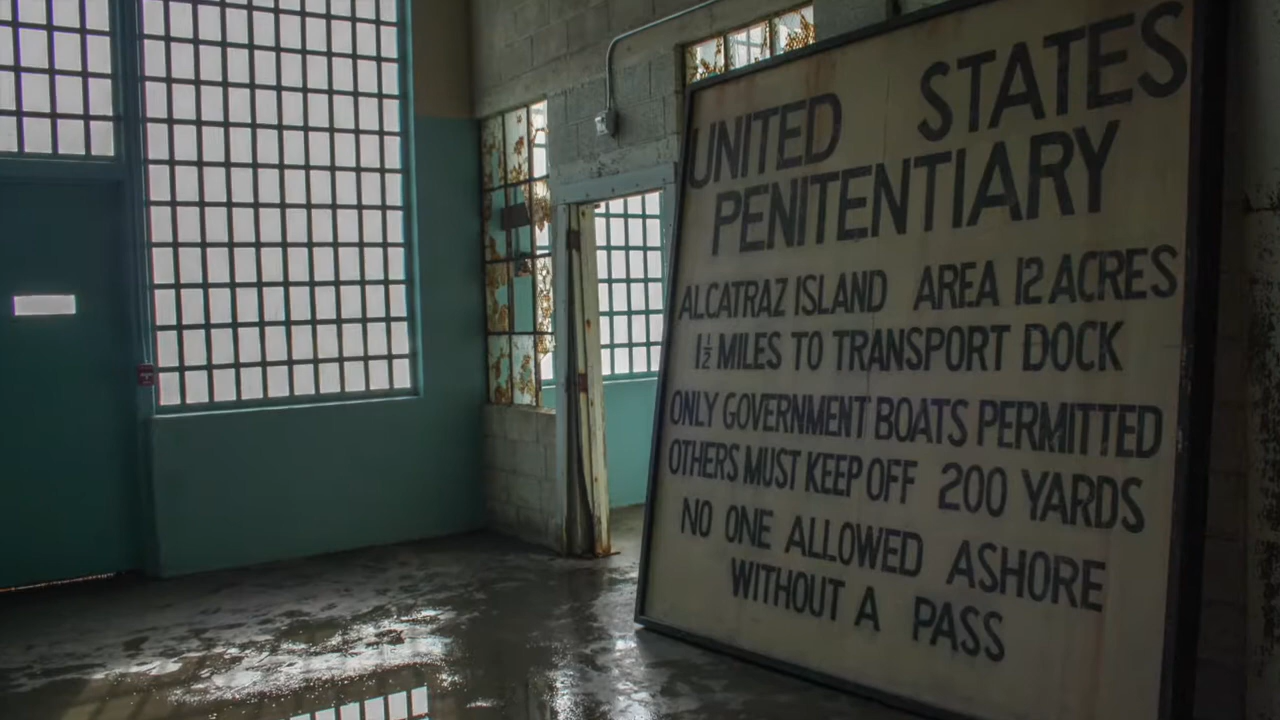 UNITED STATES
PENITENTIARY
ALCATRAZ ISLAND AREA 12 ACRES
1½ MILES TO TRANSPORT DOCK
ONLY GOVERNMENT BOATS PERMITTED
OTHERS MUST KEEP OFF 200 YARDS
NO ONE ALLOWED ASHORE
WITHOUT A PASS